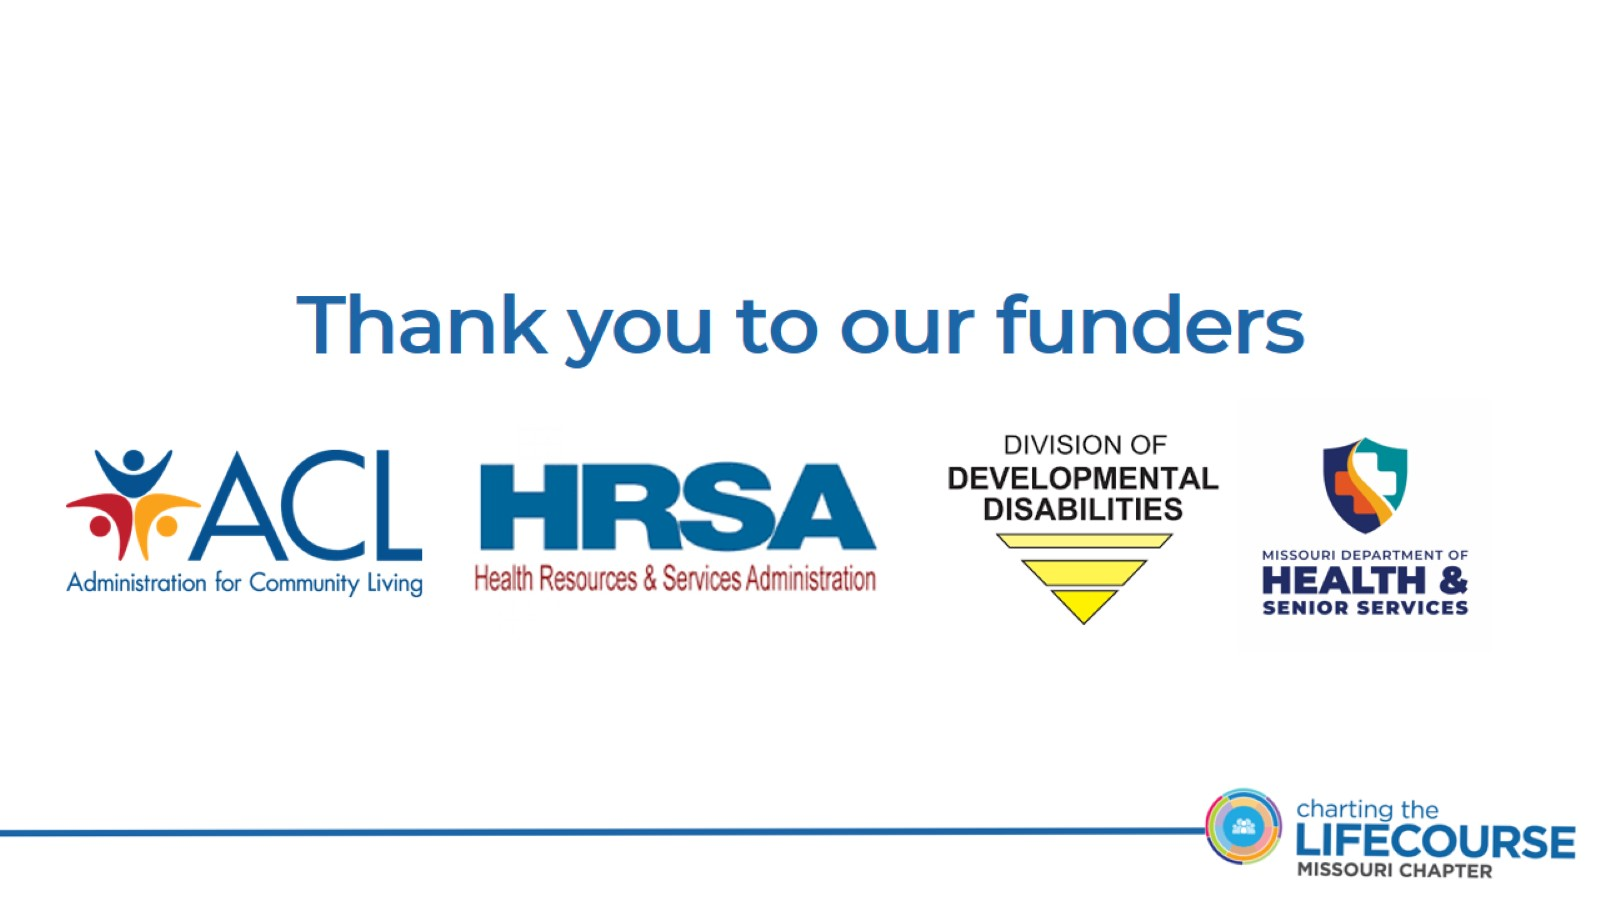 Thank you to our funders
ACL
Administration for Community Living
HRSA
Health Resources & Services Administration
DIVISION OF
DEVELOPMENTAL
DISABILITIES
MISSOURI DEPARTMENT OF
HEALTH &
SENIOR SERVICES
charting the
LIFECOURSE
MISSOURI CHAPTER